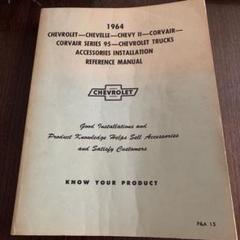 1964
CHEVROLET—CHEVELLE—CHEVY II—CORVAIR—
CORVAIR SERIES 95—CHEVROLET TRUCKS
ACCESSORIES INSTALLATION
REFERENCE MANUAL
CHEVROLET
Good Installations and
Product Knowledge Helps Sell Accessories
and Satisfy Customers
KNOW YOUR PRODUCT
P&A 15